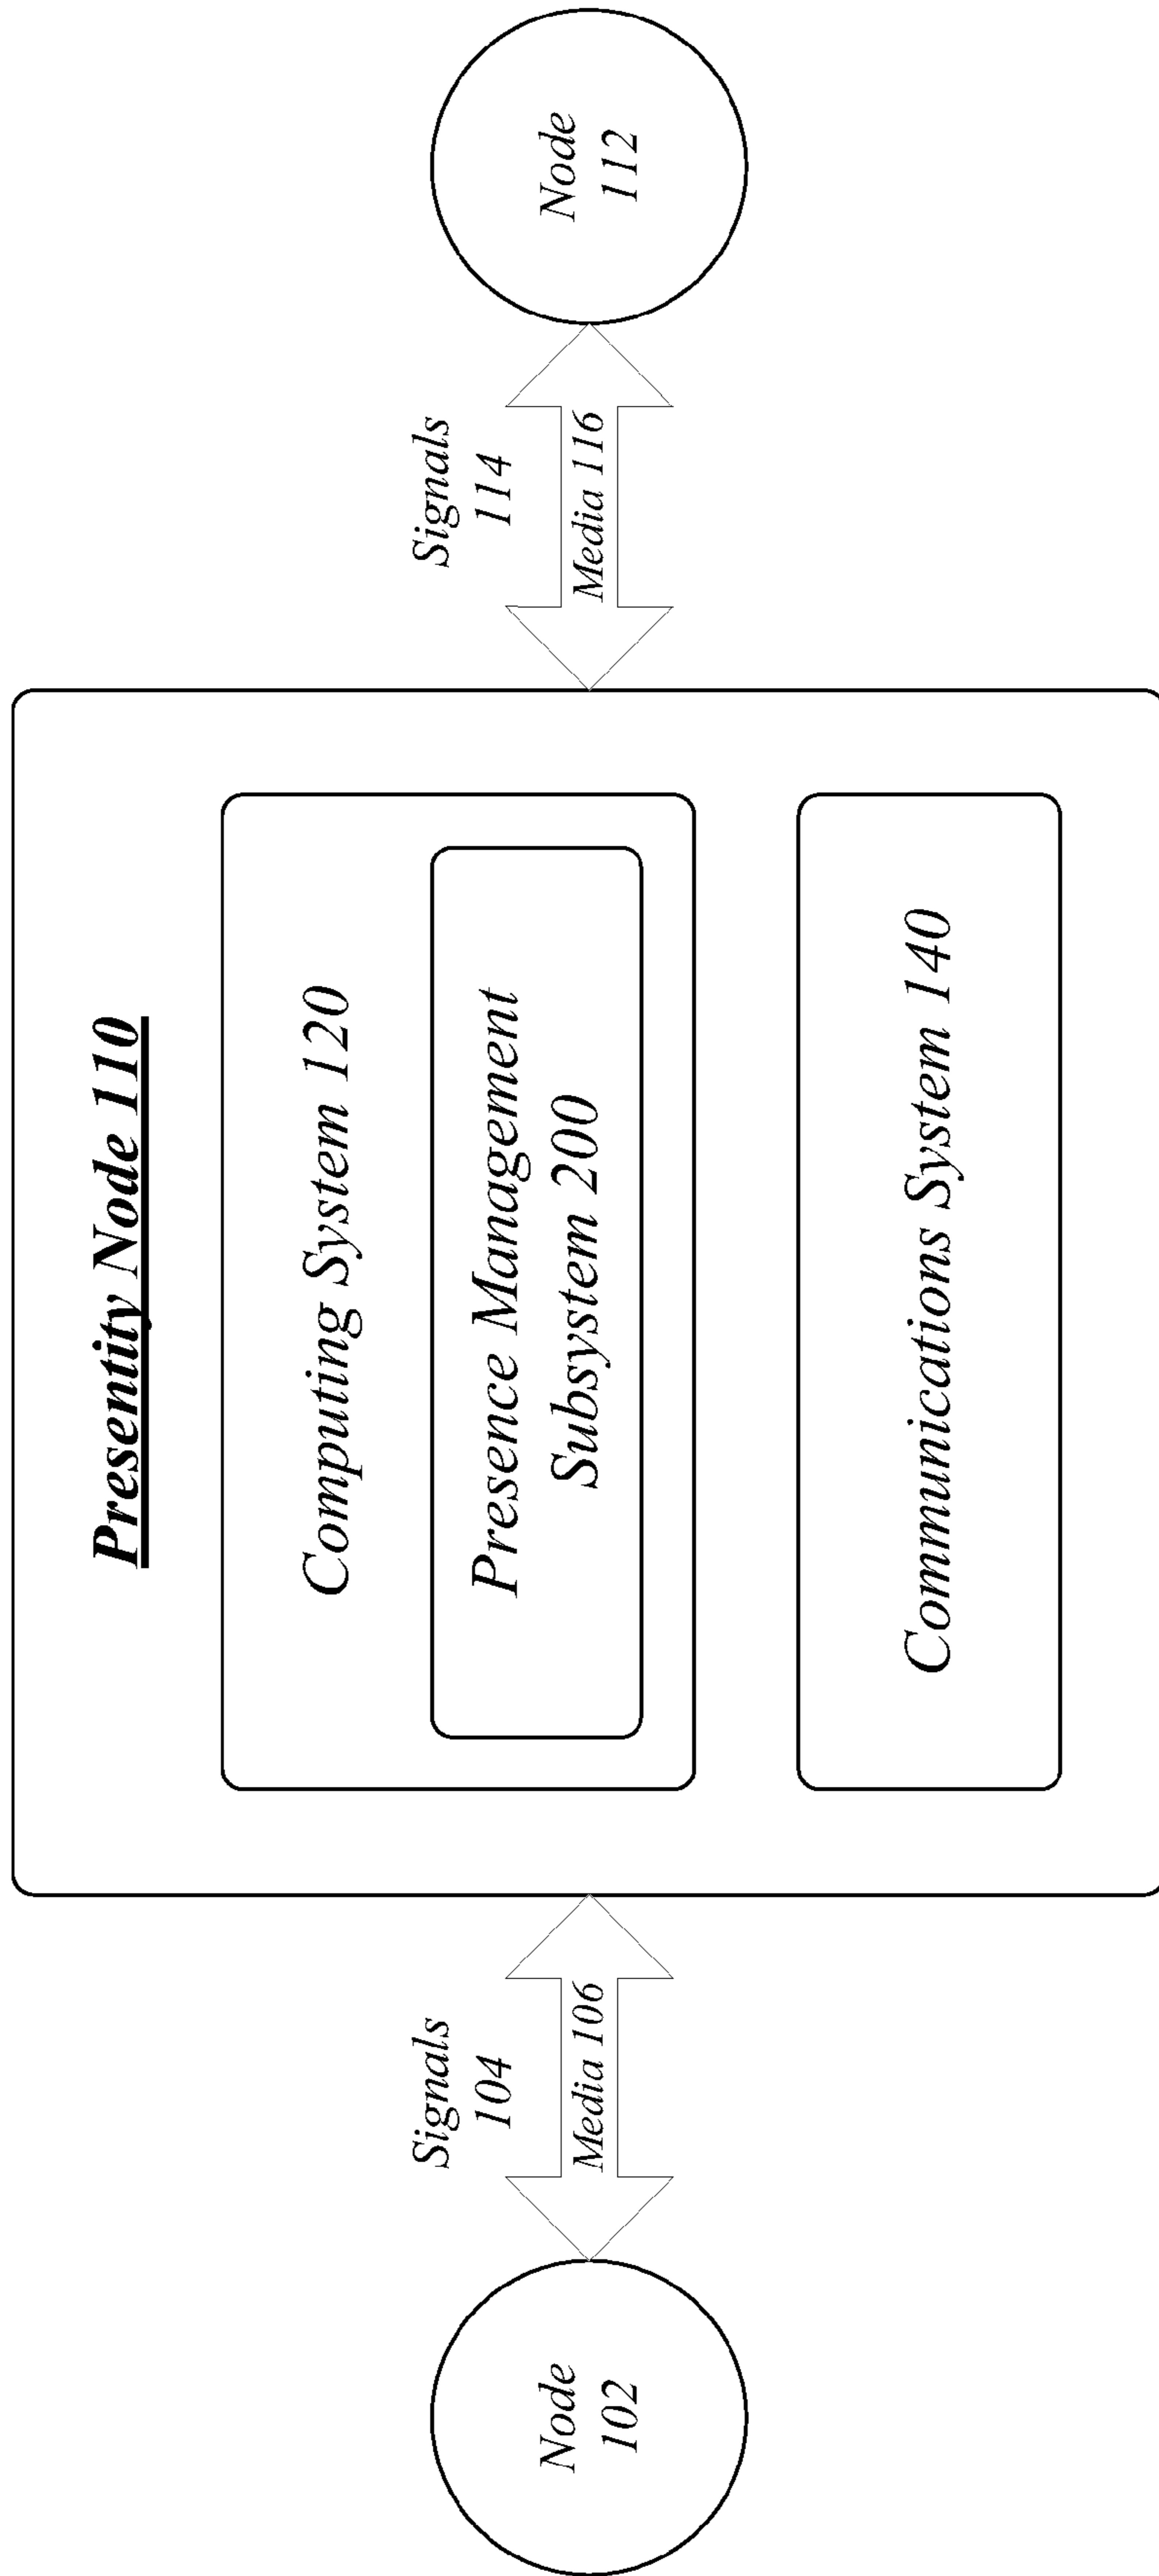 Presentity Node 110
Computing System 120
Presence Management
Subsystem 200
Communications System 140
Signals
104
Media 106
Node
102
Signals
114
Media 116
Node
112